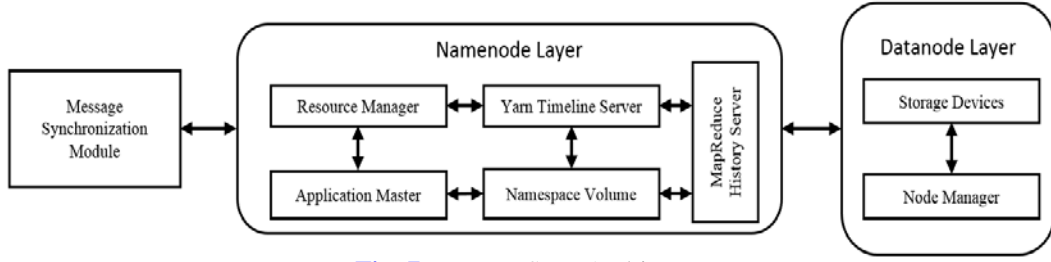 Message
Synchronization
Module
Namenode Layer
Resource Manager
Yarn Timeline Server
Application Master
Namespace Volume
MapReduce
History Server
Datanode Layer
Storage Devices
Node Manager